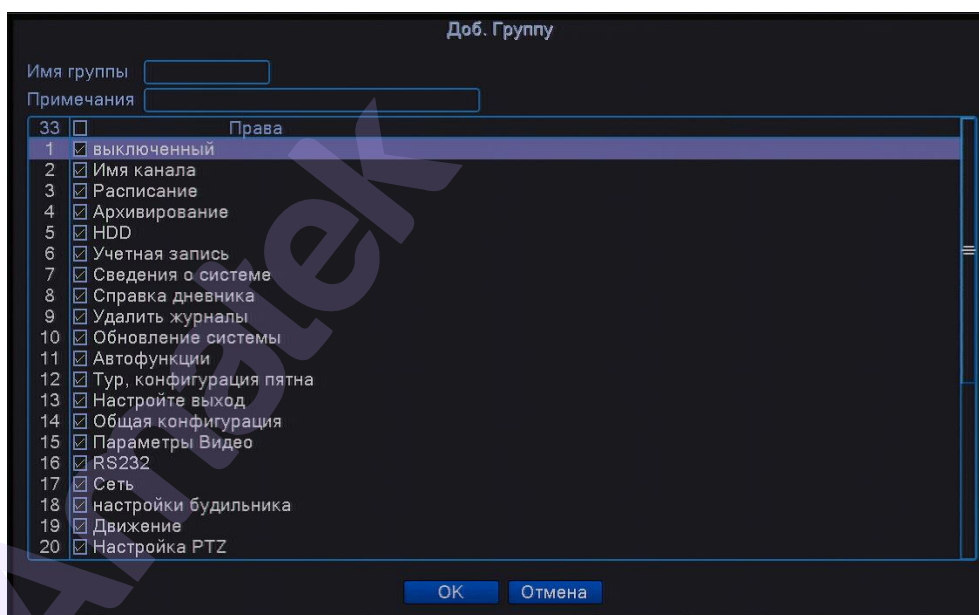 Доб. Группу
Имя группы
Примечания
33 Права
1 выключенный
2 Имя канала
3 Расписание
4 Архивирование
5 HDD
6 Учетная запись
7 Сведения о системе
8 Справка дневника
9 Удалить журналы
10 Обновление системы
11 Автофункции
12 Тур, конфигурация пятна
13 Настройте выход
14 Общая конфигурация
15 Параметры Видео
16 RS232
17 Сеть
18 настройки будильника
19 Движение
20 Настройка PTZ
OK Отмена
Amatek